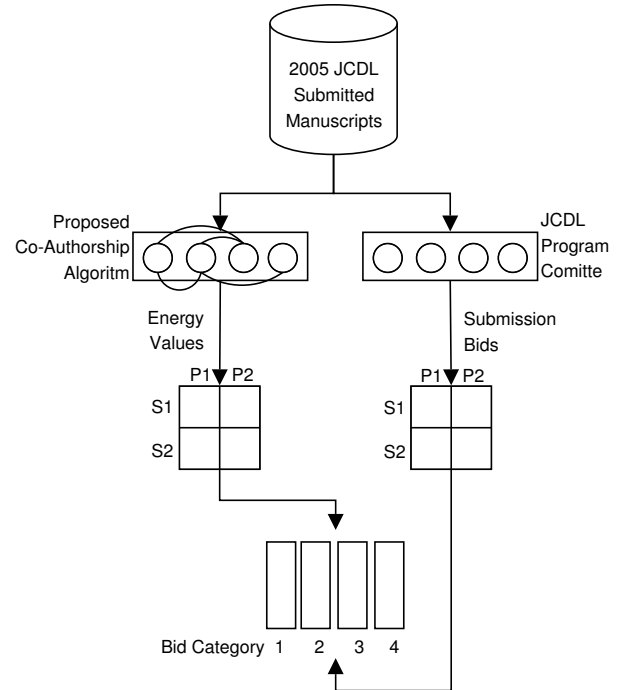 2005 JCDL
Submitted
Manuscripts
Proposed
Co-Authorship
Algoritm
JCDL
Program
Comitte
Energy
Values
Submission
Bids
P1 P2
S1
S2
P1 P2
S1
S2
Bid Category 1 2 3 4